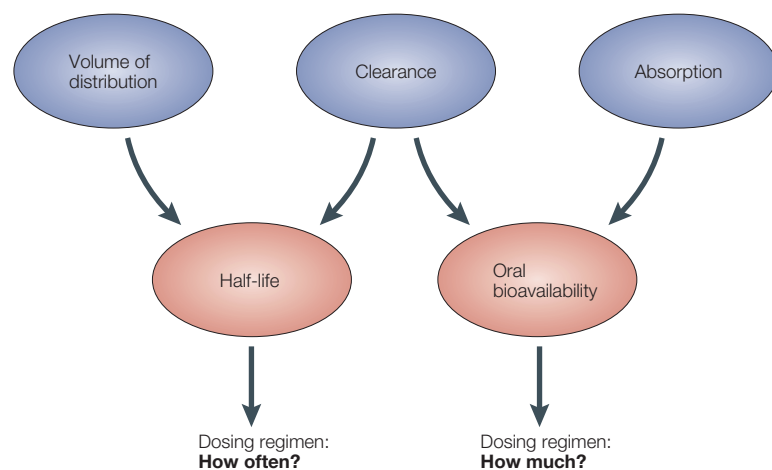 Volume of
distribution
Clearance
Absorption
Half-life
Oral
bioavailability
Dosing regimen:
How often?
Dosing regimen:
How much?